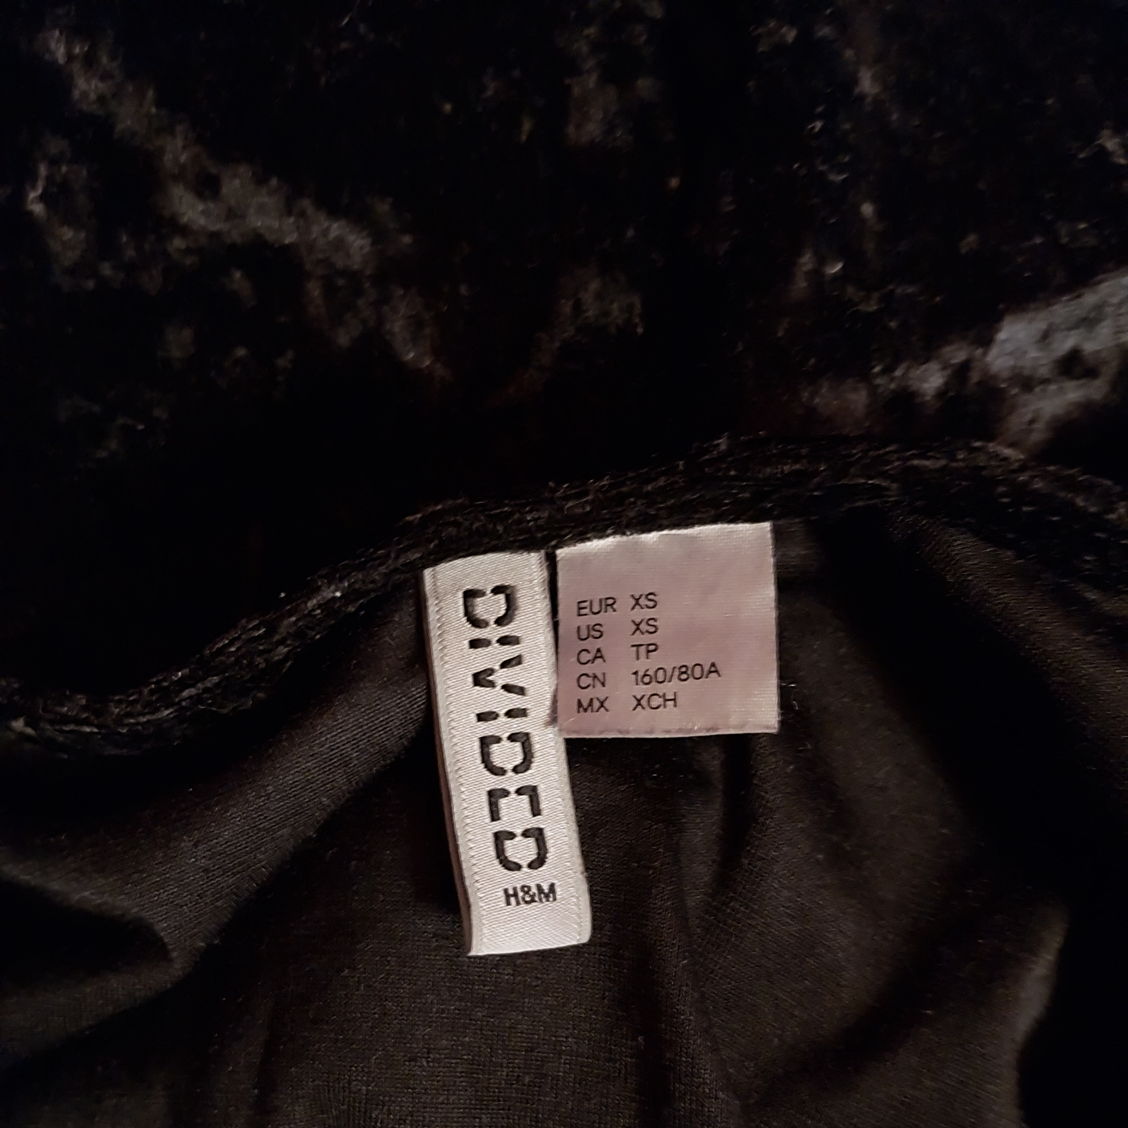 DIVIDED
H&M
EUR XS
US XS
CA TP
CN 160/80A
MX XCH